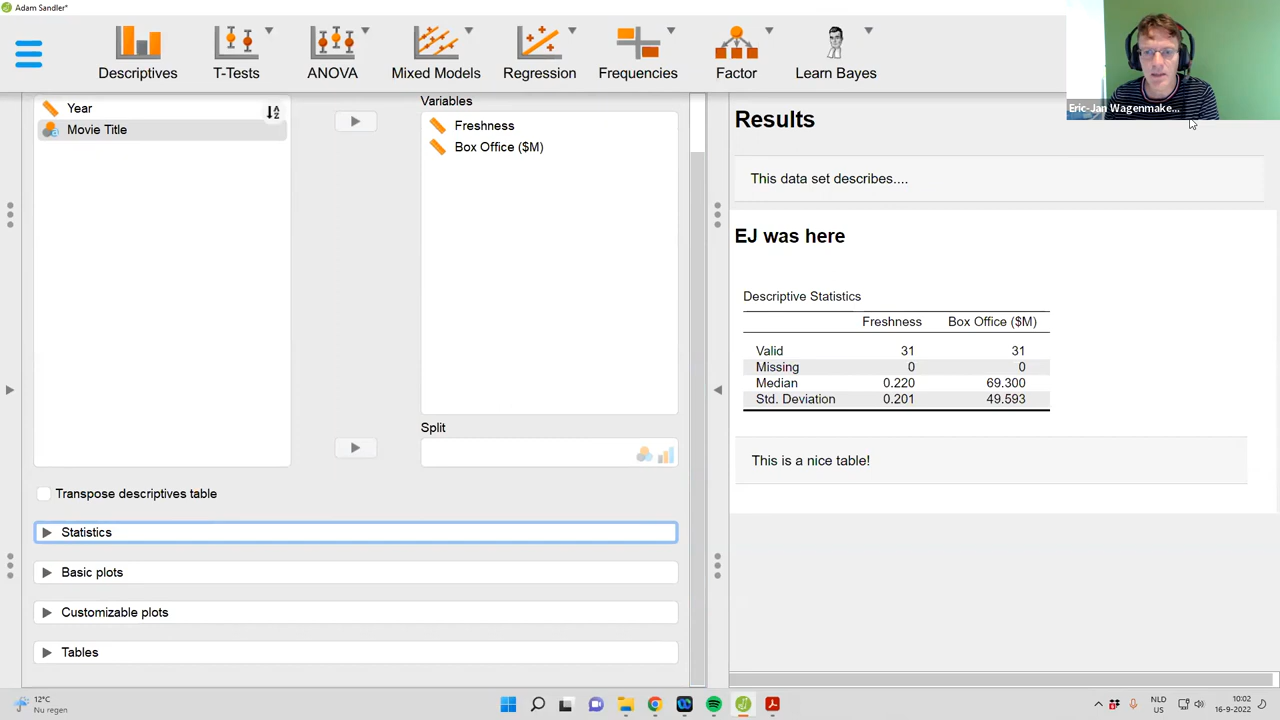 Adam Sandler*
Descriptives
T-Tests
ANOVA
Mixed Models
Regression
Frequencies
Factor
Learn Bayes
Eric-Jan Wagenmake...
Year
Movie Title
Variables
Freshness
Box Office ($M)
Split
Transpose descriptives table
Statistics
Basic plots
Customizable plots
Tables
Results
This data set describes....
EJ was here
Descriptive Statistics
Freshness Box Office ($M)
Valid 31 31
Missing 0 0
Median 0.220 69.300
Std. Deviation 0.201 49.593
This is a nice table!
12°C
Nu regen
NLD
US
10:02
16-9-2022